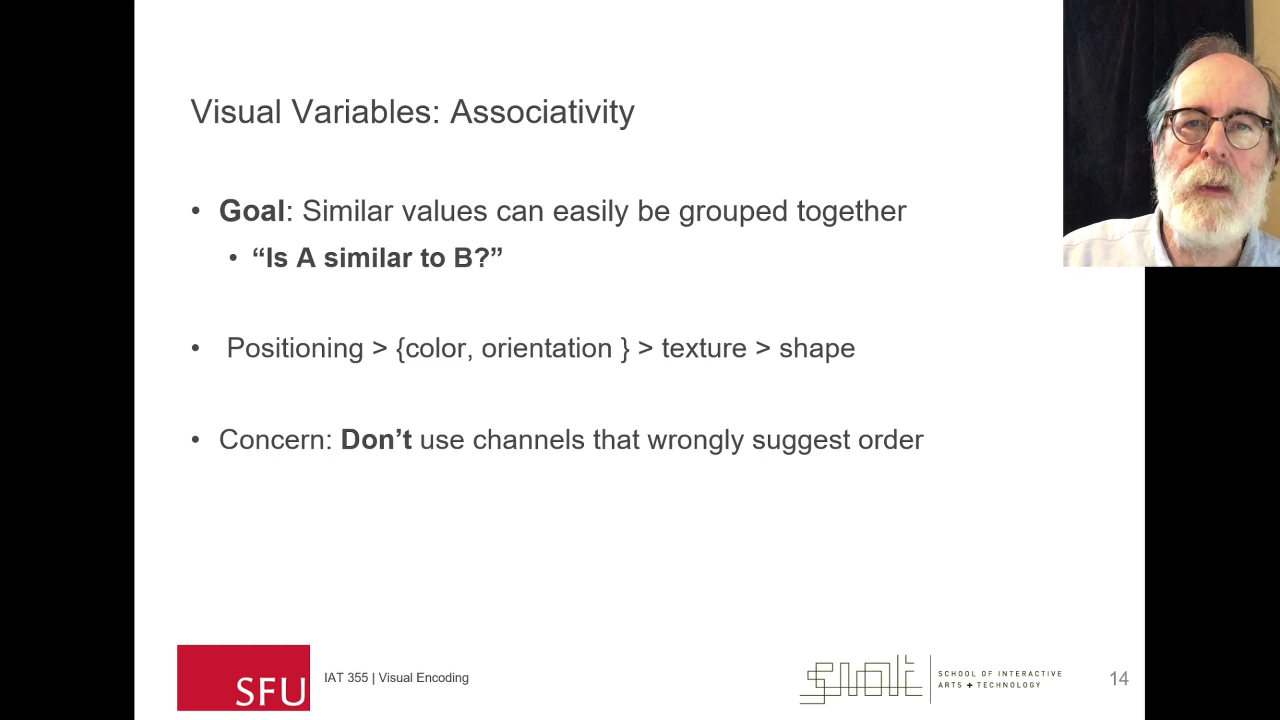 Visual Variables: Associativity
• Goal: Similar values can easily be grouped together
• “Is A similar to B?”
• Positioning > {color, orientation } > texture > shape
• Concern: Don’t use channels that wrongly suggest order
SFU
IAT 355 | Visual Encoding
siat
SCHOOL OF INTERACTIVE
ARTS + TECHNOLOGY
14